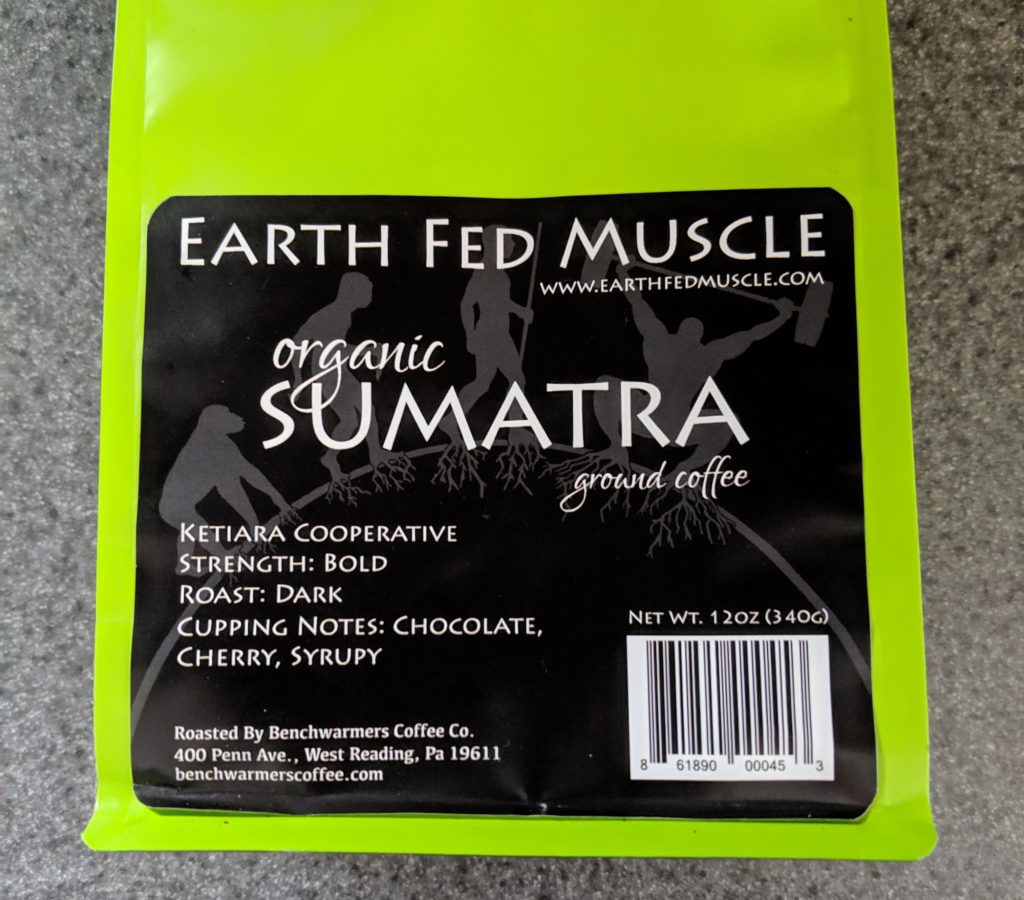 EARTH FED MUSCLE
WWW.EARTHFEDMUSCLE.COM
organic
SUMATRA
ground coffee
KETIARA COOPERATIVE
STRENGTH: BOLD
ROAST: DARK
CUPPING NOTES: CHOCOLATE,
CHERRY, SYRUPY
NET WT. 12OZ (340G)
Roasted By Benchwarmers Coffee Co.
400 Penn Ave., West Reading, Pa 19611
benchwarmerscoffee.com
8 61890 00045 3